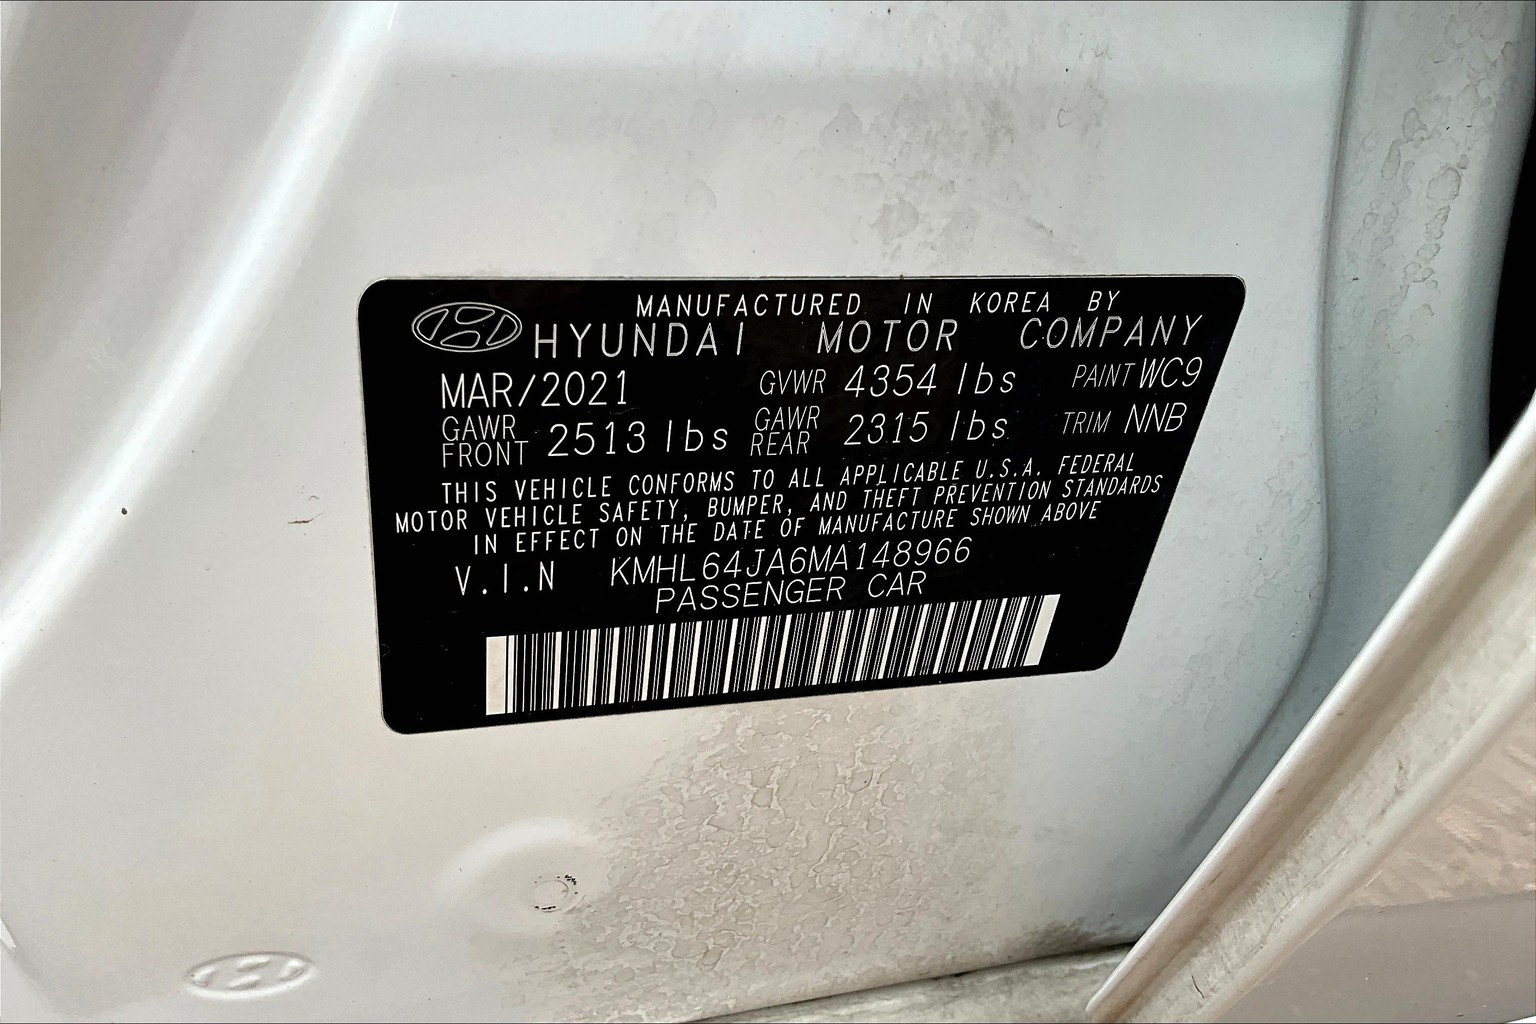 MANUFACTURED IN KOREA BY
HYUNDAI MOTOR COMPANY
MAR/2021 GVWR 4354 lbs PAINT WC9
GAWR FRONT 2513 lbs GAWR REAR 2315 lbs TRIM NNB
THIS VEHICLE CONFORMS TO ALL APPLICABLE U.S.A. FEDERAL
MOTOR VEHICLE SAFETY, BUMPER, AND THEFT PREVENTION STANDARDS
IN EFFECT ON THE DATE OF MANUFACTURE SHOWN ABOVE
V.I.N KMHL64JA6MA148966
PASSENGER CAR